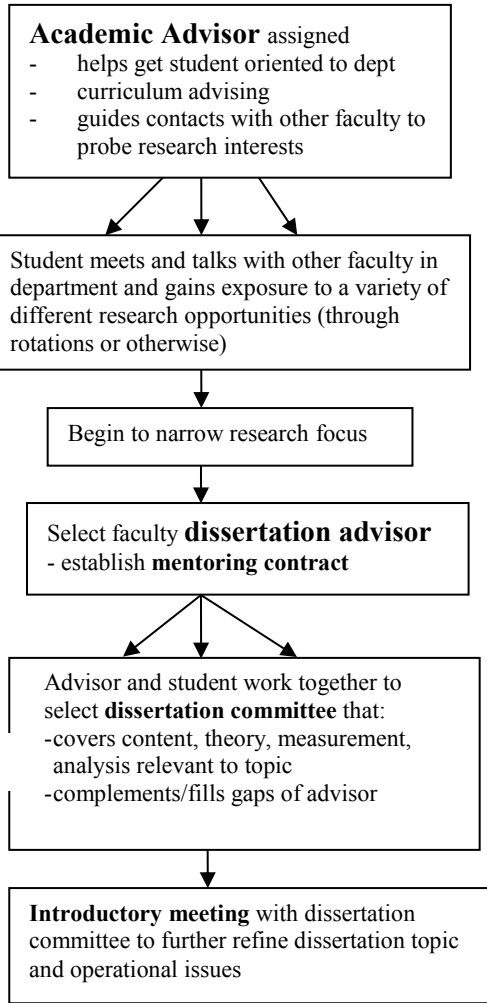 Academic Advisor assigned
- helps get student oriented to dept
- curriculum advising
- guides contacts with other faculty to
probe research interests
Student meets and talks with other faculty in
department and gains exposure to a variety of
different research opportunities (through
rotations or otherwise)
Begin to narrow research focus
Select faculty dissertation advisor
- establish mentoring contract
Advisor and student work together to
select dissertation committee that:
-covers content, theory, measurement,
analysis relevant to topic
-complements/fills gaps of advisor
Introductory meeting with dissertation
committee to further refine dissertation topic
and operational issues